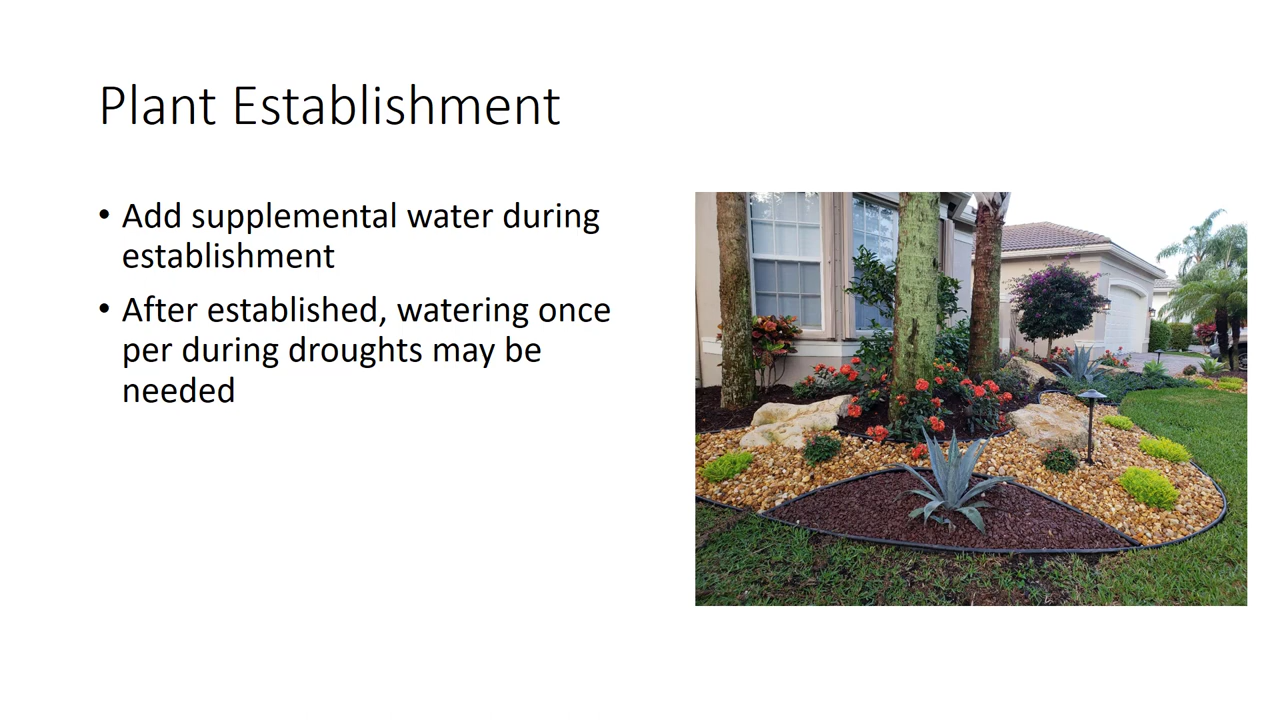 Plant Establishment
• Add supplemental water during
establishment
• After established, watering once
per during droughts may be
needed